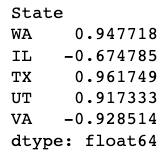 State
WA    0.947718
IL   -0.674785
TX    0.961749
UT    0.917333
VA   -0.928514
dtype: float64